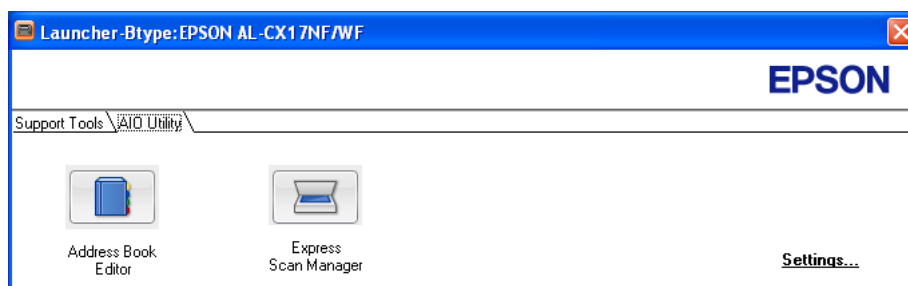 Launcher-Btype:EPSON AL-CX17NF/WF
EPSON
Support Tools AIO Utility
Address Book
Editor
Express
Scan Manager
Settings...